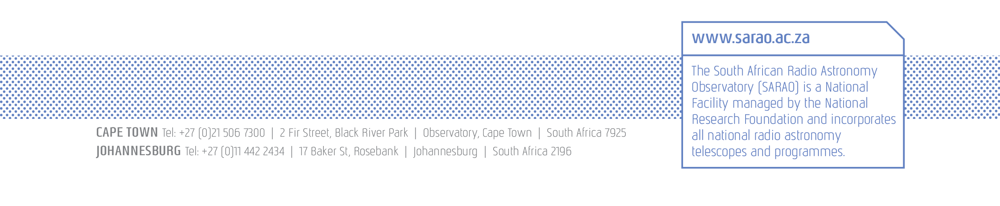 www.sarao.ac.za
The South African Radio Astronomy
Observatory (SARAO) is a National
Facility managed by the National
Research Foundation and incorporates
all national radio astronomy
telescopes and programmes.
CAPE TOWN Tel: +27 (0)21 506 7300 | 2 Fir Street, Black River Park | Observatory, Cape Town | South Africa 7925
JOHANNESBURG Tel: +27 (0)11 442 2434 | 17 Baker St, Rosebank | Johannesburg | South Africa 2196